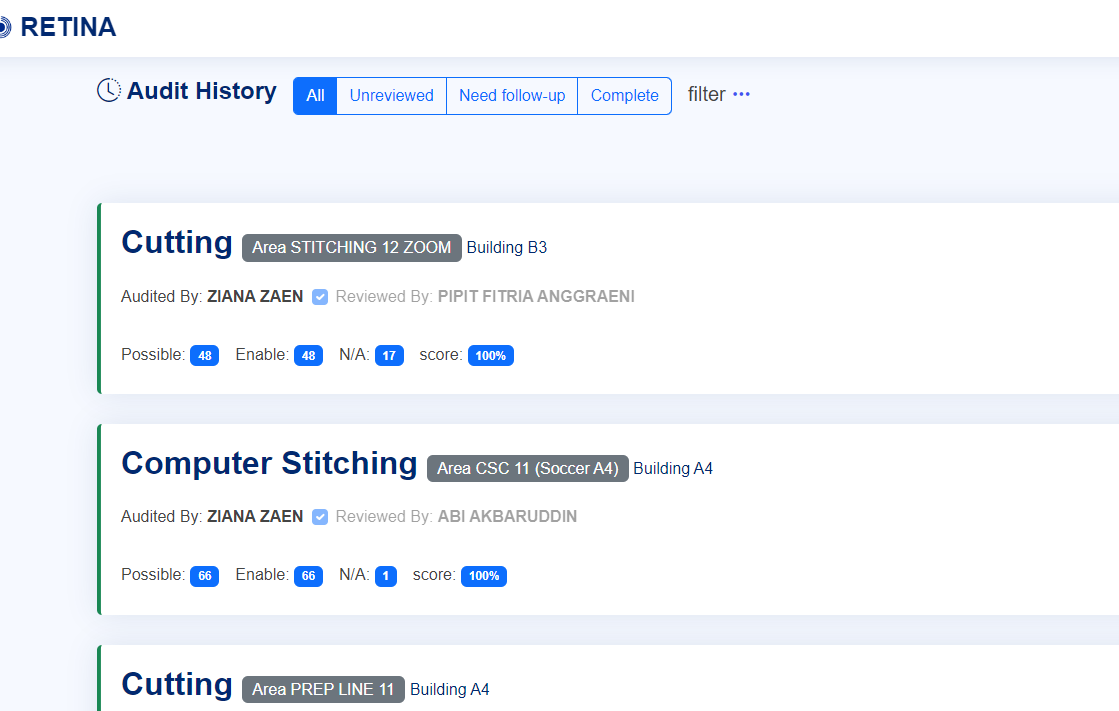 RETINA
Audit History All Unreviewed Need follow-up Complete filter ···
Cutting Area STITCHING 12 ZOOM Building B3
Audited By: ZIANA ZAEN Reviewed By: PIPIT FITRIA ANGGRAENI
Possible: 48 Enable: 48 N/A: 17 score: 100%
Computer Stitching Area CSC 11 (Soccer A4) Building A4
Audited By: ZIANA ZAEN Reviewed By: ABI AKBARUDDIN
Possible: 66 Enable: 66 N/A: 1 score: 100%
Cutting Area PREP LINE 11 Building A4